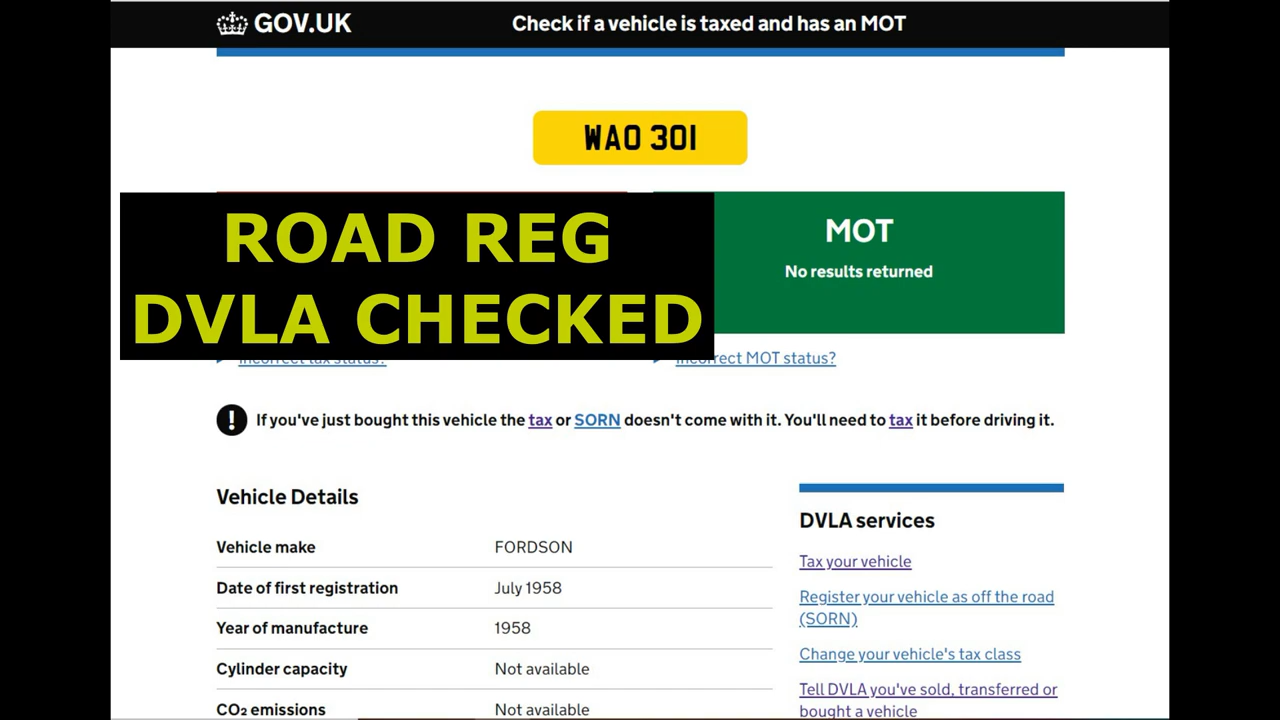 GOV.UK
Check if a vehicle is taxed and has an MOT
WAO 301
ROAD REG
DVLA CHECKED
MOT
No results returned
Incorrect tax status?
Incorrect MOT status?
! If you've just bought this vehicle the tax or SORN doesn't come with it. You'll need to tax it before driving it.
Vehicle Details
Vehicle make FORDSON
Date of first registration July 1958
Year of manufacture 1958
Cylinder capacity Not available
CO₂ emissions Not available
DVLA services
Tax your vehicle
Register your vehicle as off the road
(SORN)
Change your vehicle's tax class
Tell DVLA you've sold, transferred or
bought a vehicle